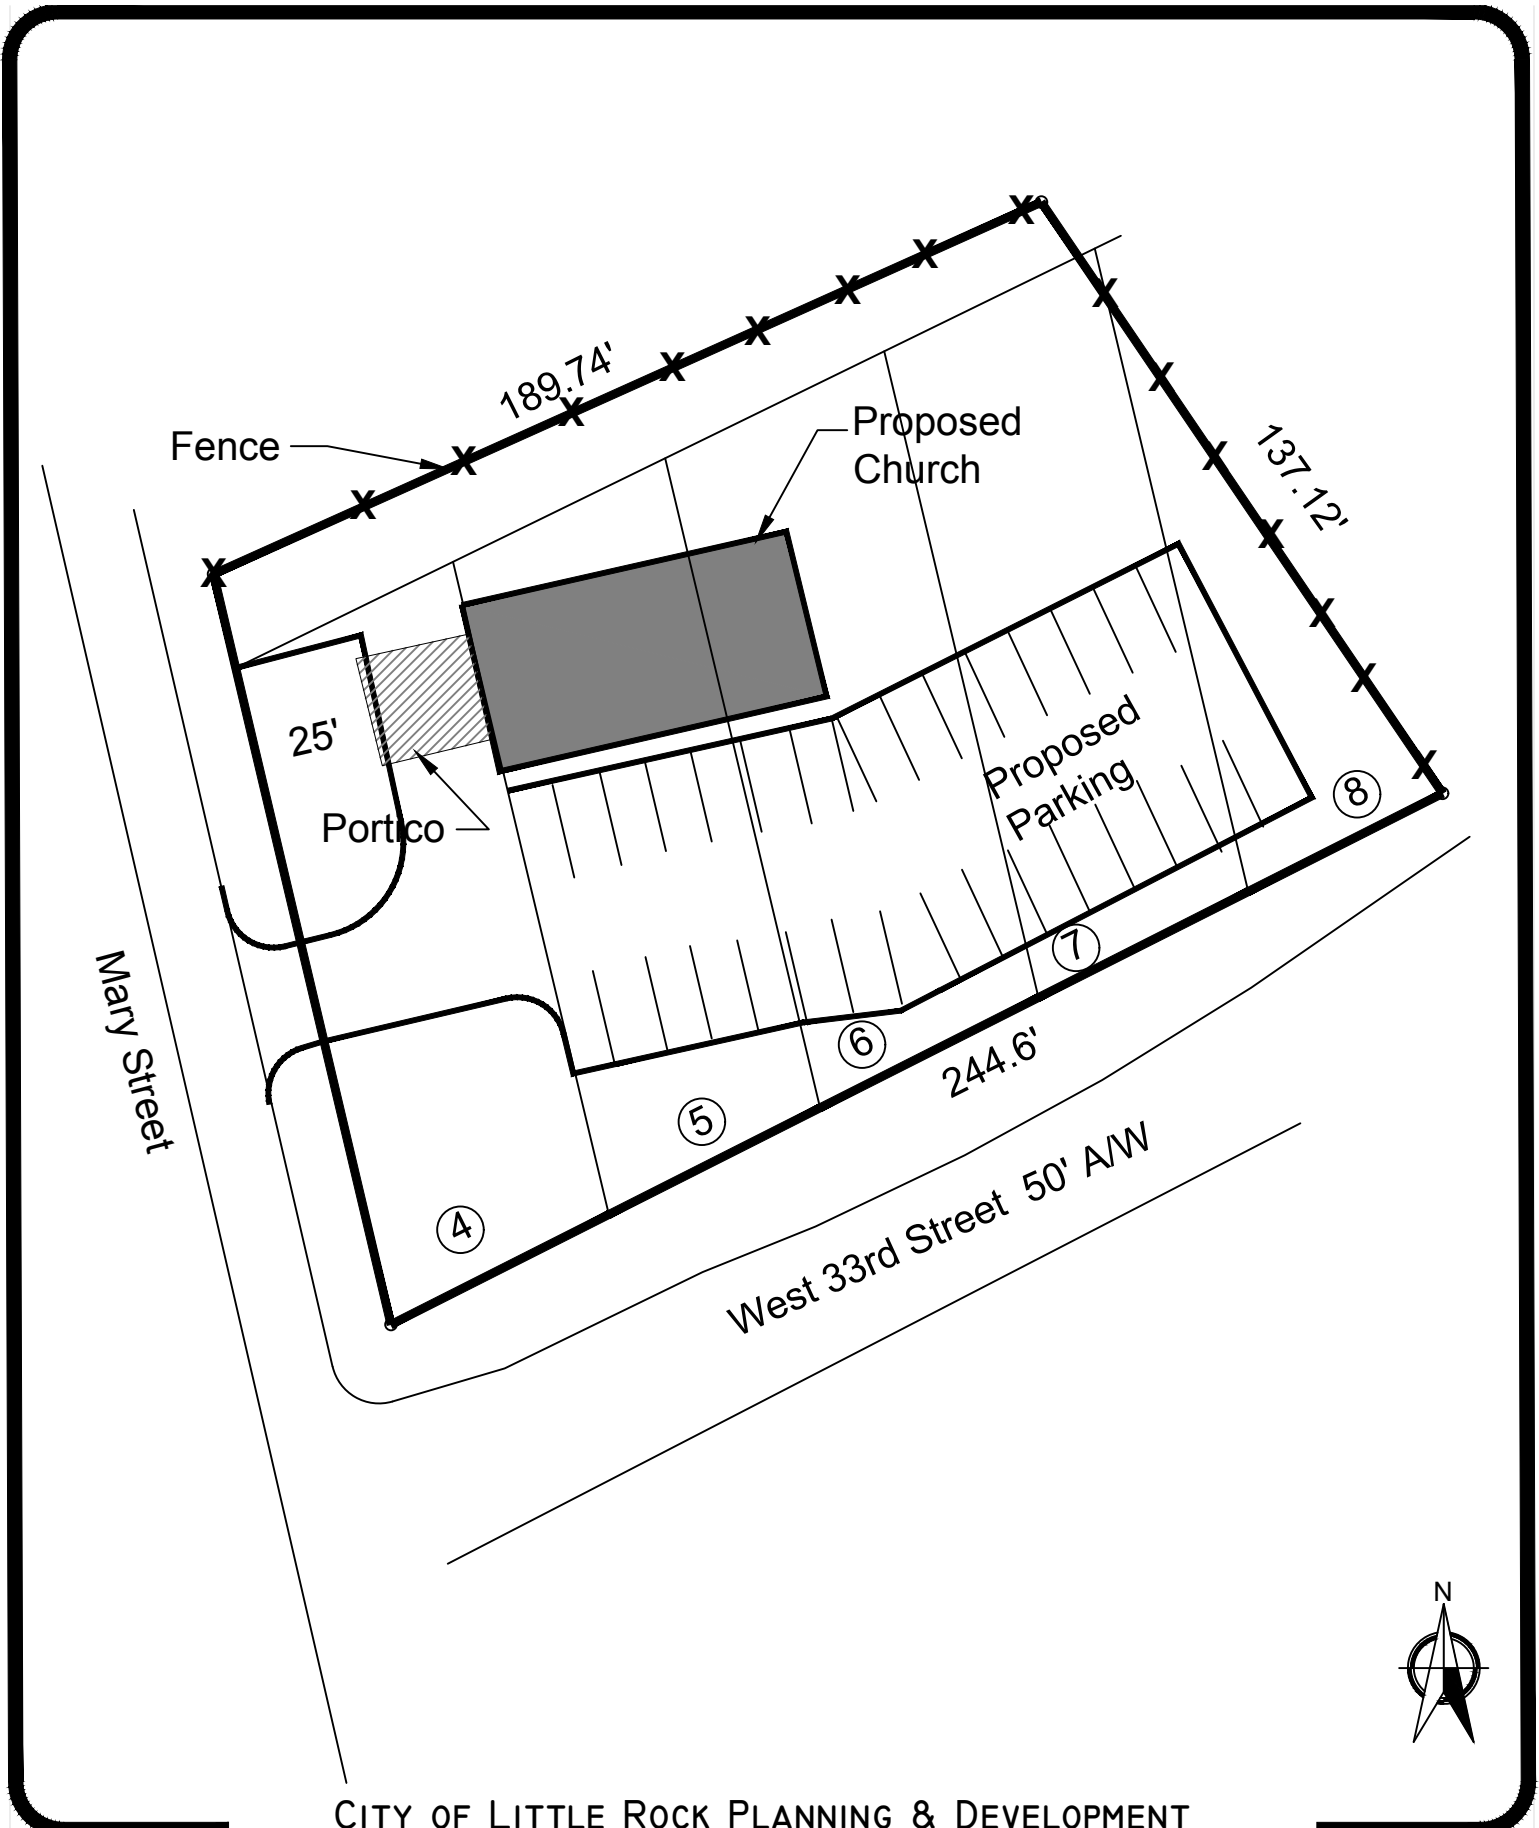 189.74'
Fence
Proposed
Church
137.12'
25'
Portico
Proposed
Parking
8
7
6
5
4
244.6'
Mary Street
West 33rd Street 50' A/W
N
CITY OF LITTLE ROCK PLANNING & DEVELOPMENT